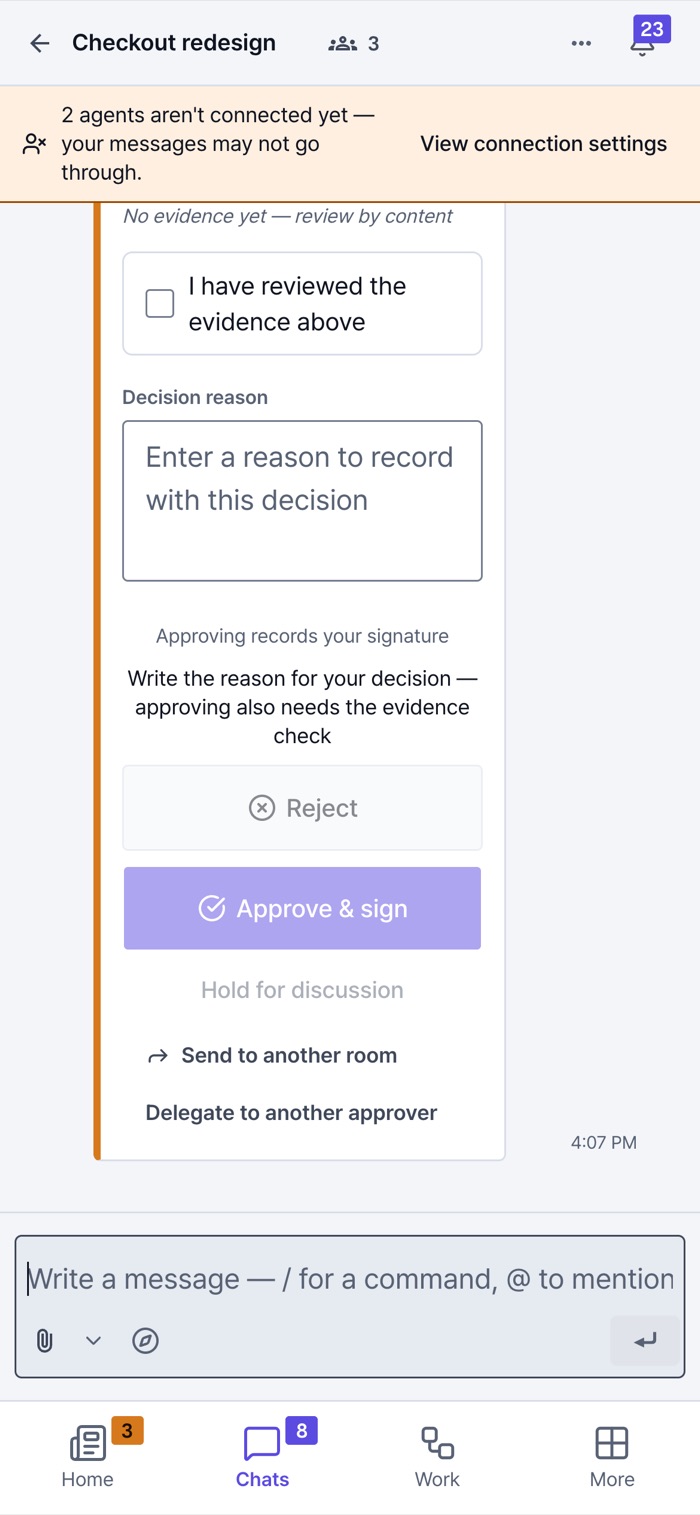 Checkout redesign
3
23
2 agents aren't connected yet —
your messages may not go
through.
View connection settings
No evidence yet — review by content
I have reviewed the
evidence above
Decision reason
Enter a reason to record
with this decision
Approving records your signature
Write the reason for your decision —
approving also needs the evidence
check
Reject
Approve & sign
Hold for discussion
Send to another room
Delegate to another approver
4:07 PM
Write a message — / for a command, @ to mention
3
8
Home
Chats
Work
More